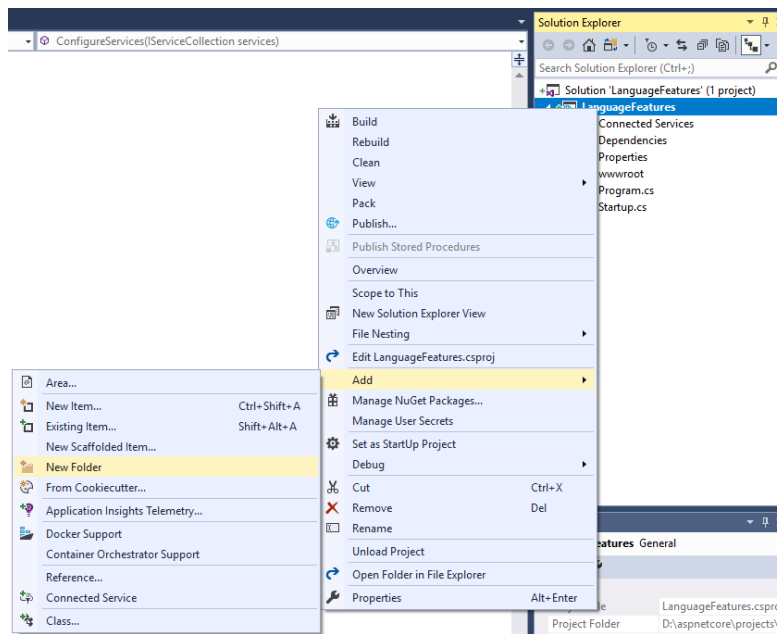 Solution Explorer
ConfigureServices(IServiceCollection services)
Search Solution Explorer (Ctrl+;)
Solution 'LanguageFeatures' (1 project)
LanguageFeatures
Connected Services
Dependencies
Properties
wwwroot
Program.cs
Startup.cs
Build
Rebuild
Clean
View
Pack
Publish...
Publish Stored Procedures
Overview
Scope to This
New Solution Explorer View
File Nesting
Edit LanguageFeatures.csproj
Add
Manage NuGet Packages...
Manage User Secrets
Set as StartUp Project
Debug
Cut Ctrl+X
Remove Del
Rename
Unload Project
Open Folder in File Explorer
Properties Alt+Enter
Area...
New Item... Ctrl+Shift+A
Existing Item... Shift+Alt+A
New Scaffolded Item...
New Folder
From Cookiecutter...
Application Insights Telemetry...
Docker Support
Container Orchestrator Support
Reference...
Connected Service
Class...
eatures General
LanguageFeatures.cspro
Project Folder D:\aspnetcore\projects\